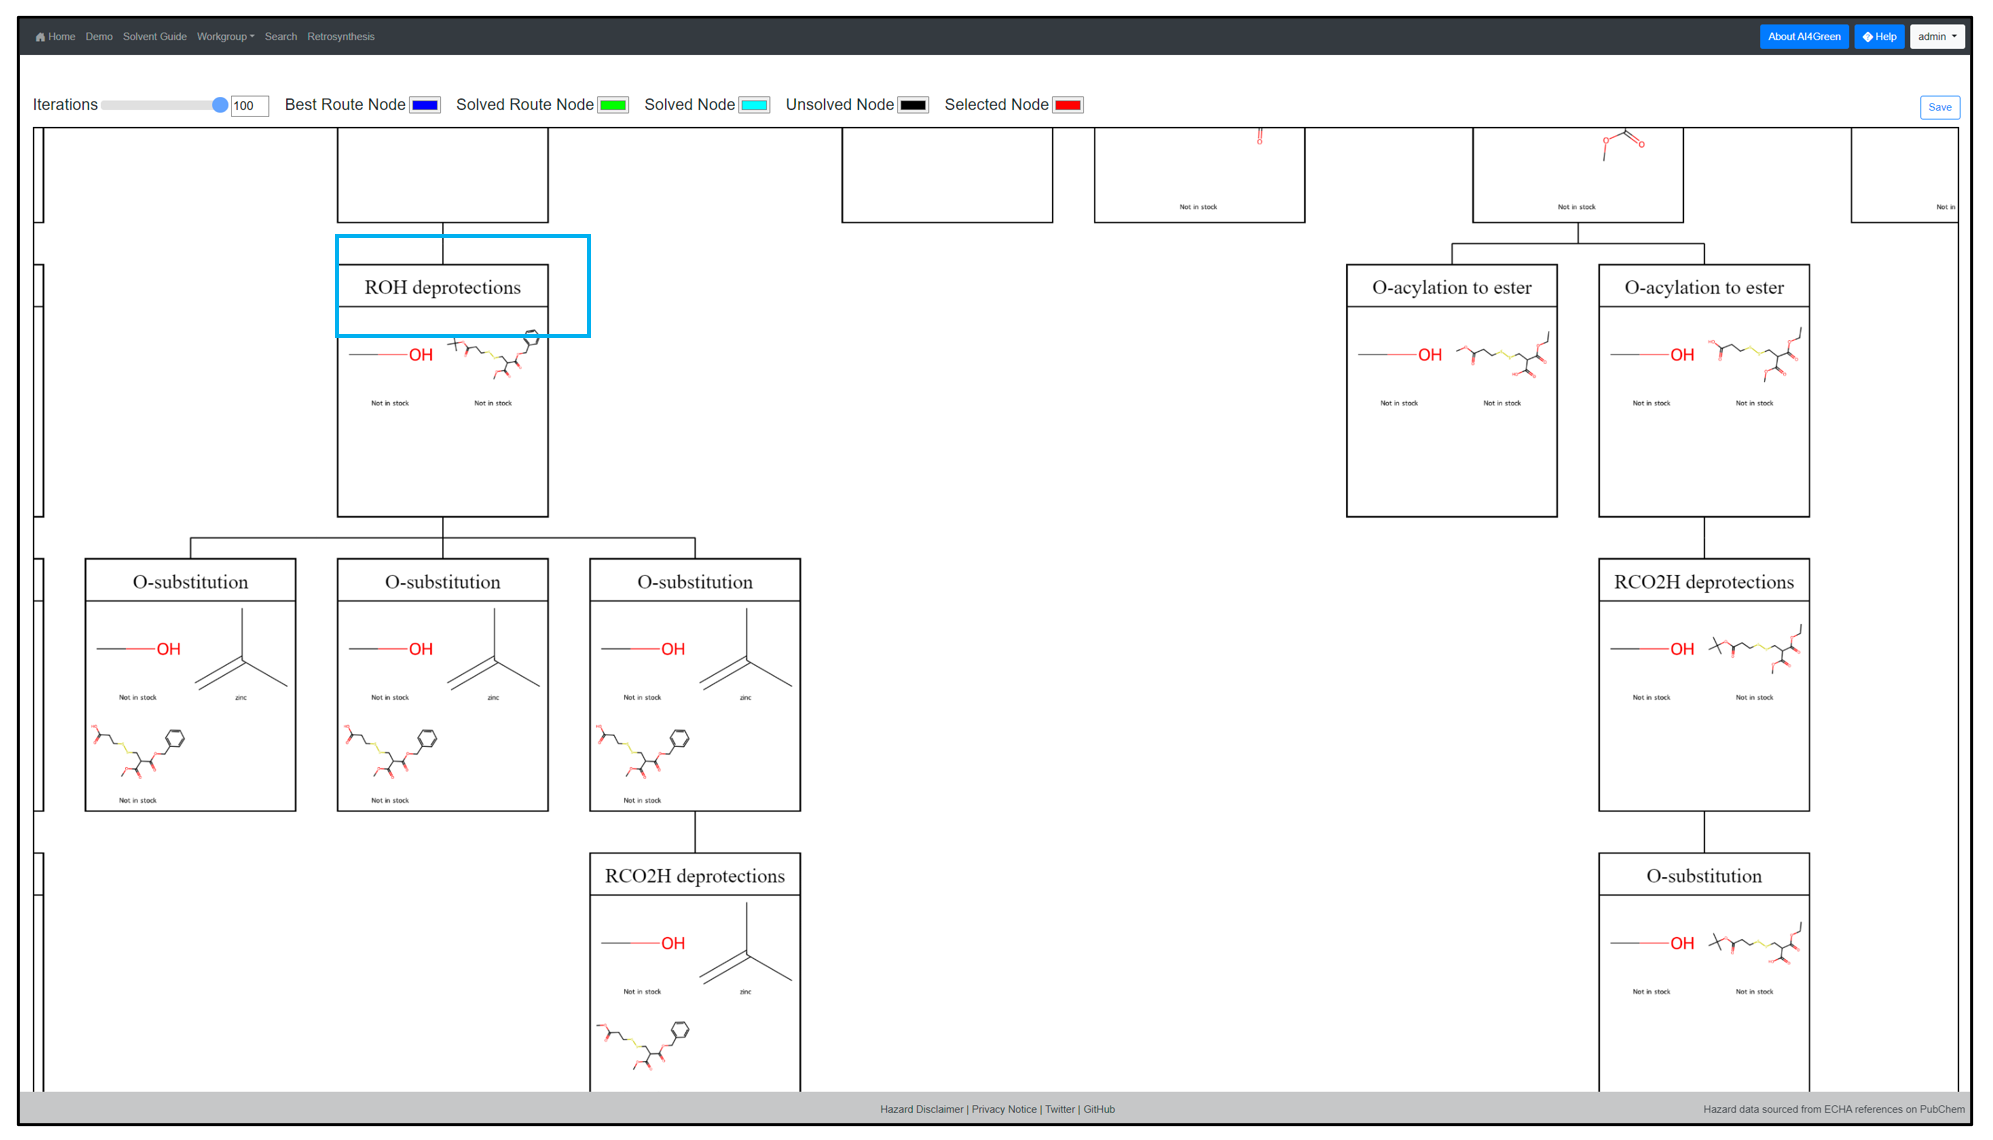 Home Demo Solvent Guide Workgroup Search Retrosynthesis About AI4Green Help admin
Iterations 100 Best Route Node Solved Route Node Solved Node Unsolved Node Selected Node Save
Not in stock Not in stock Not in
ROH deprotections O-acylation to ester O-acylation to ester
OH OH OH
Not in stock Not in stock Not in stock Not in stock Not in stock Not in stock
O-substitution O-substitution O-substitution RCO2H deprotections
OH OH OH OH
Not in stock zinc Not in stock zinc Not in stock zinc Not in stock Not in stock
Not in stock Not in stock Not in stock
RCO2H deprotections O-substitution
OH OH
Not in stock zinc Not in stock Not in stock
Hazard Disclaimer | Privacy Notice | Twitter | GitHub Hazard data sourced from ECHA references on PubChem